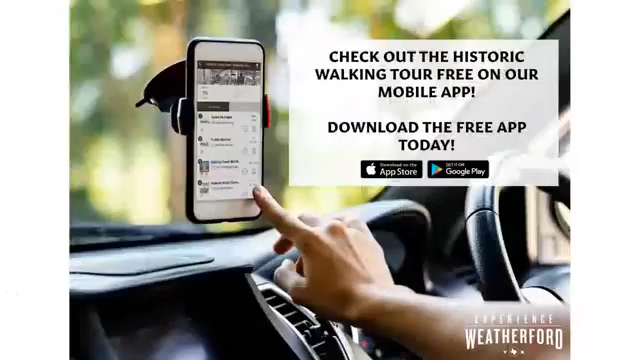 CHECK OUT THE HISTORIC
WALKING TOUR FREE ON OUR
MOBILE APP!
DOWNLOAD THE FREE APP
TODAY!
Download on the
App Store
GET IT ON
Google Play
EXPERIENCE
WEATHERFORD